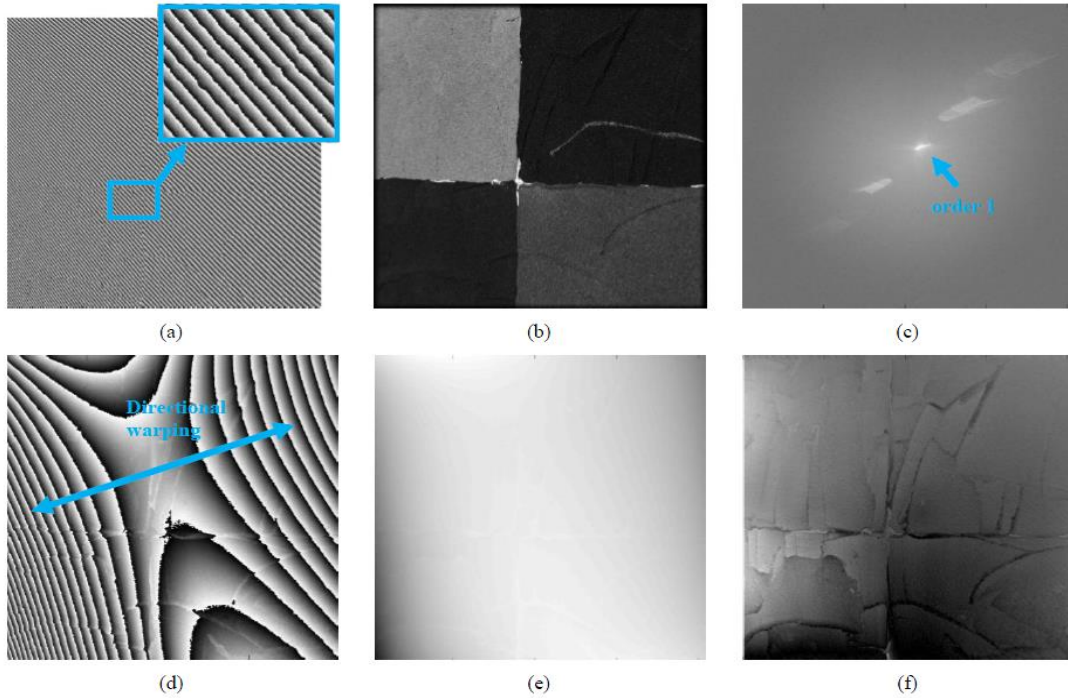 order 1
(a)
(b)
(c)
Directional
warping
(d)
(e)
(f)